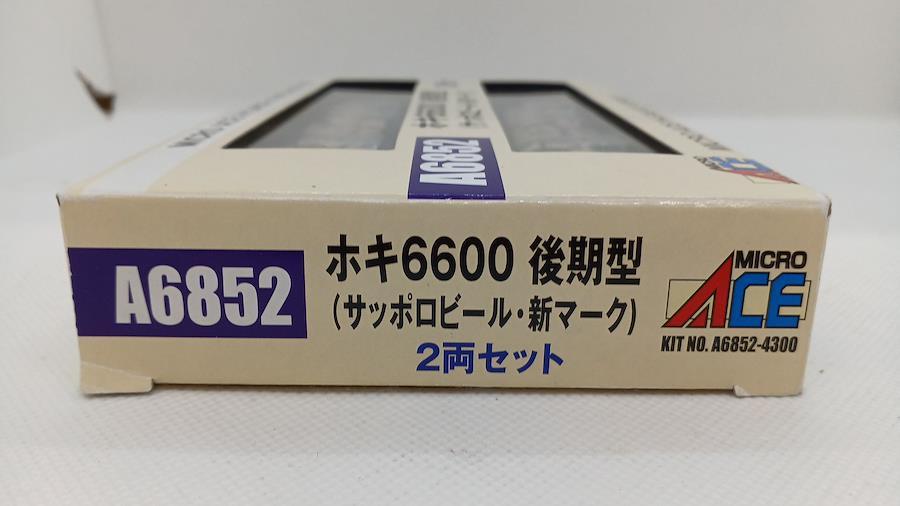 A6852
A6852
ホキ6600 後期型
(サッポロビール・新マーク)
2両セット
MICRO
ACE
KIT NO. A6852-4300